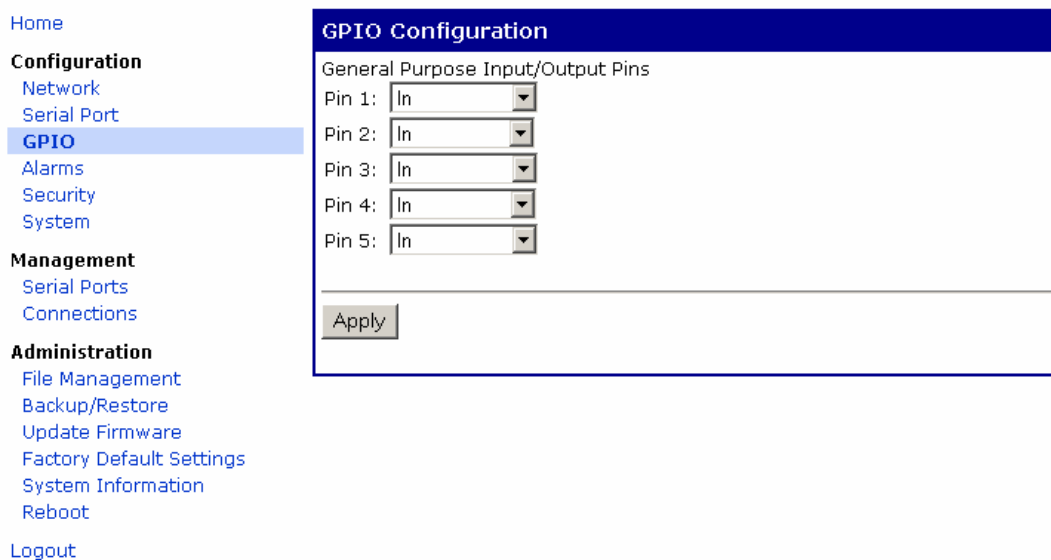 Home
Configuration
Network
Serial Port
GPIO
Alarms
Security
System
Management
Serial Ports
Connections
Administration
File Management
Backup/Restore
Update Firmware
Factory Default Settings
System Information
Reboot
Logout
GPIO Configuration
General Purpose Input/Output Pins
Pin 1: In
Pin 2: In
Pin 3: In
Pin 4: In
Pin 5: In
Apply